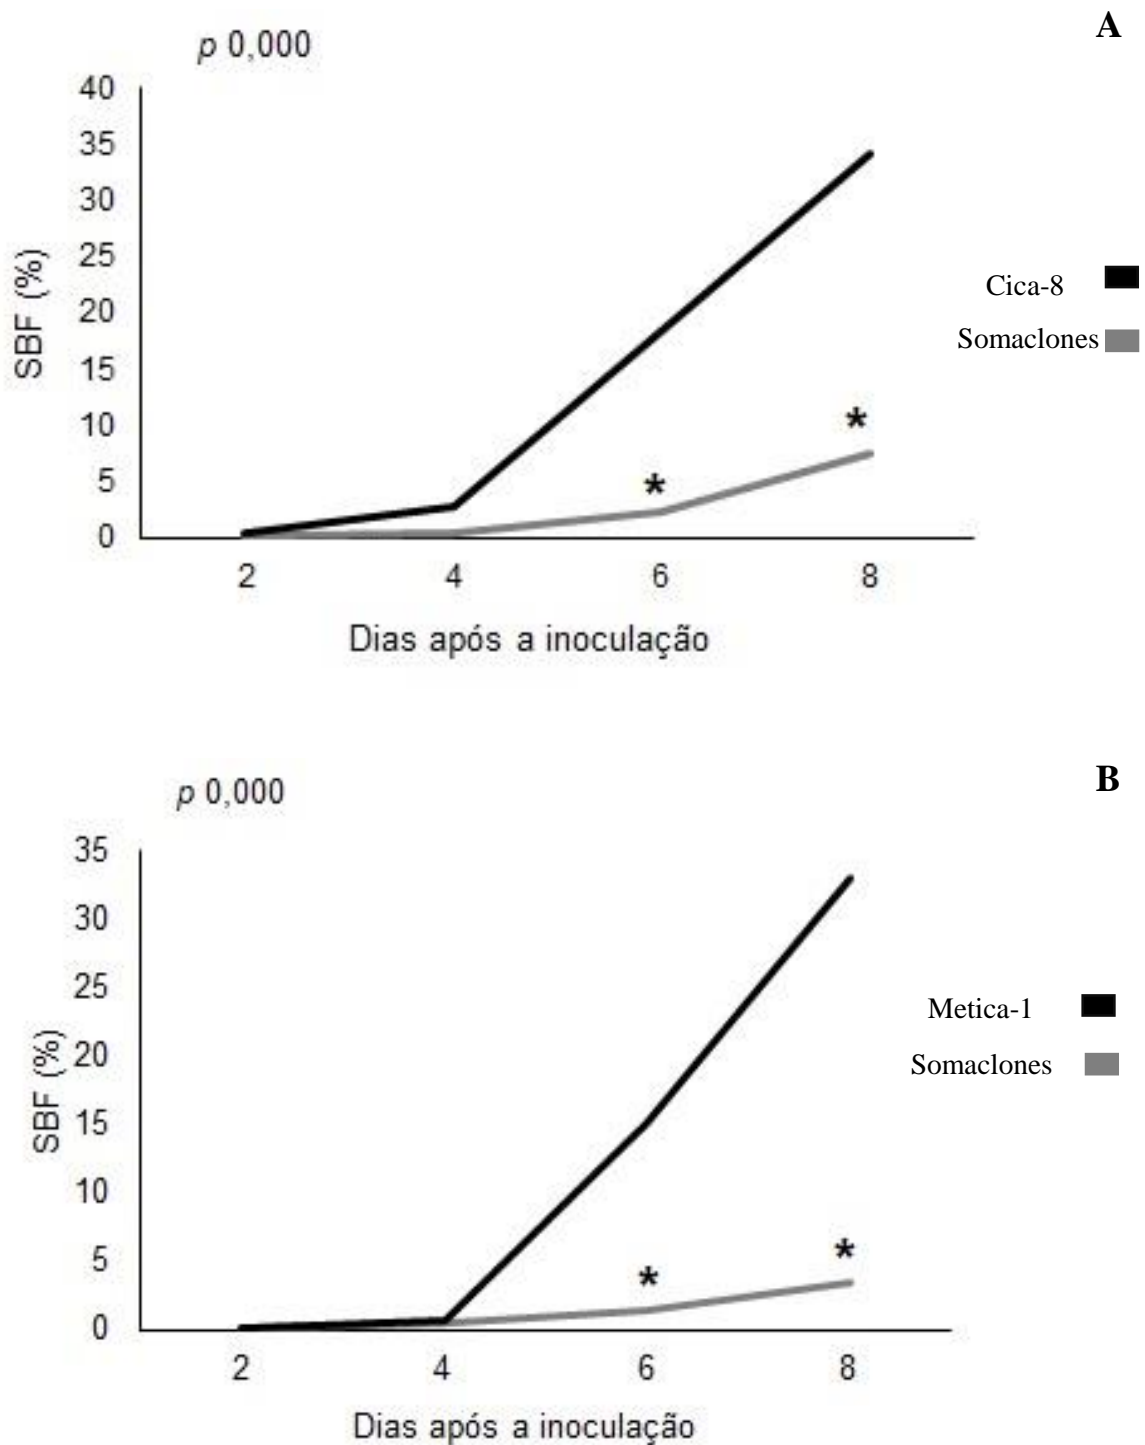 A
p 0,000
40
35
30
25
20
15
10
5
0
SBF (%)
Cica-8
Somaclones
*
*
2 4 6 8
Dias após a inoculação
B
p 0,000
35
30
25
20
15
10
5
0
SBF (%)
Metica-1
Somaclones
*
*
2 4 6 8
Dias após a inoculação